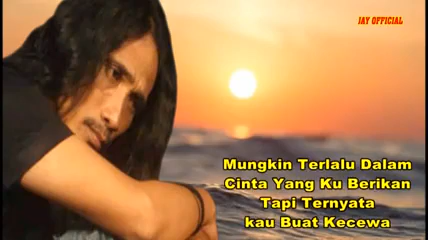 JAY OFFICIAL
Mungkin Terlalu Dalam
Cinta Yang Ku Berikan
Tapi Ternyata
kau Buat Kecewa